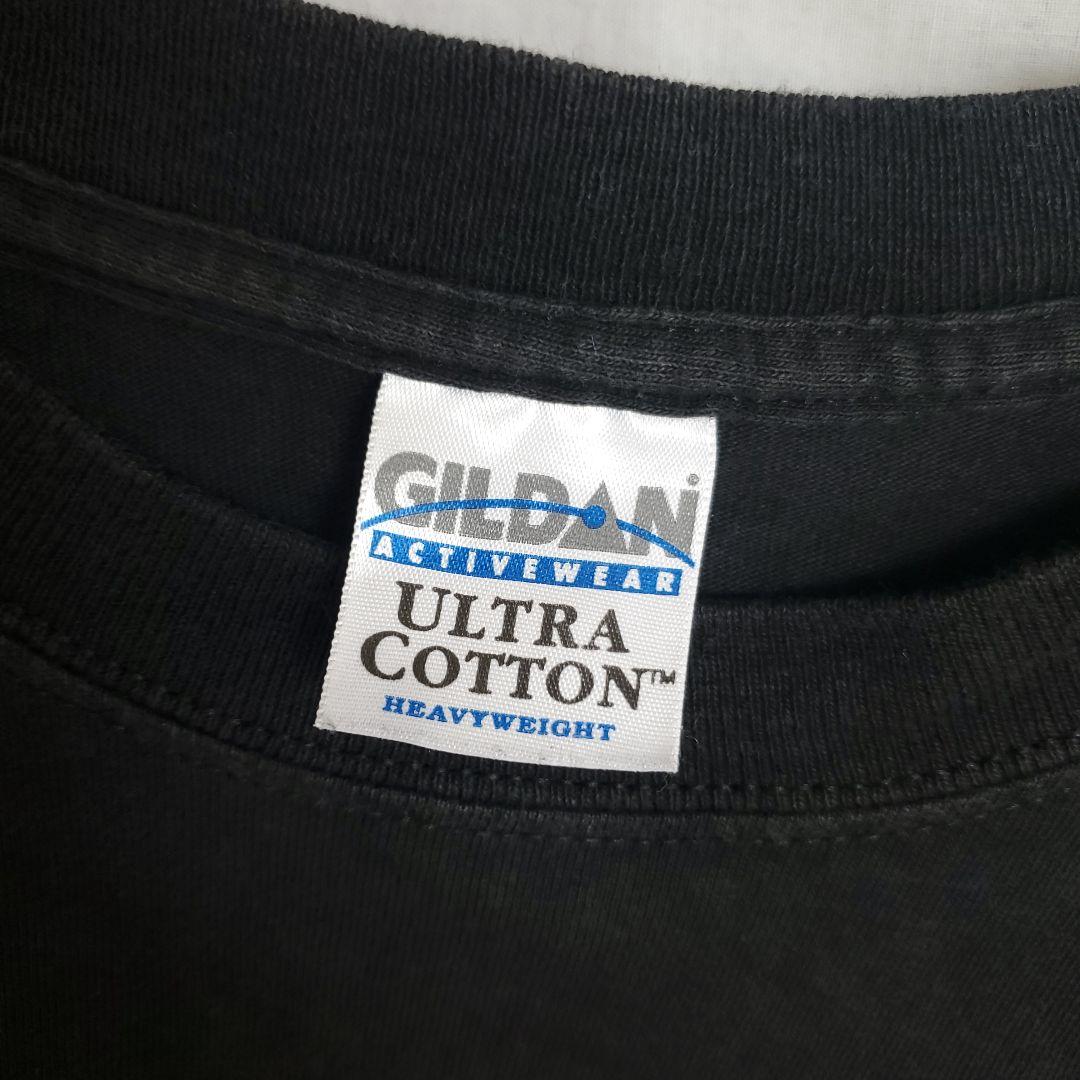 GILDAN®
ACTIVEWEAR
ULTRA
COTTON™
HEAVYWEIGHT